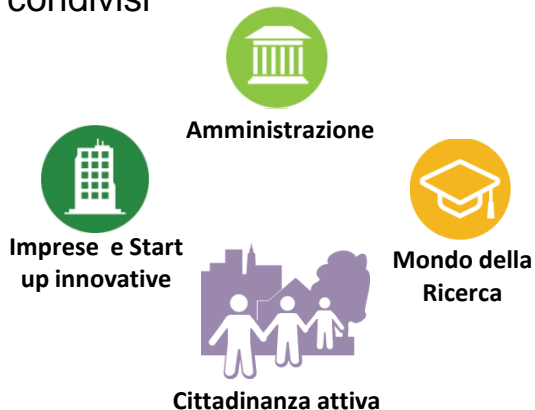 condivisi
Amministrazione
Imprese e Start
up innovative
Mondo della
Ricerca
Cittadinanza attiva